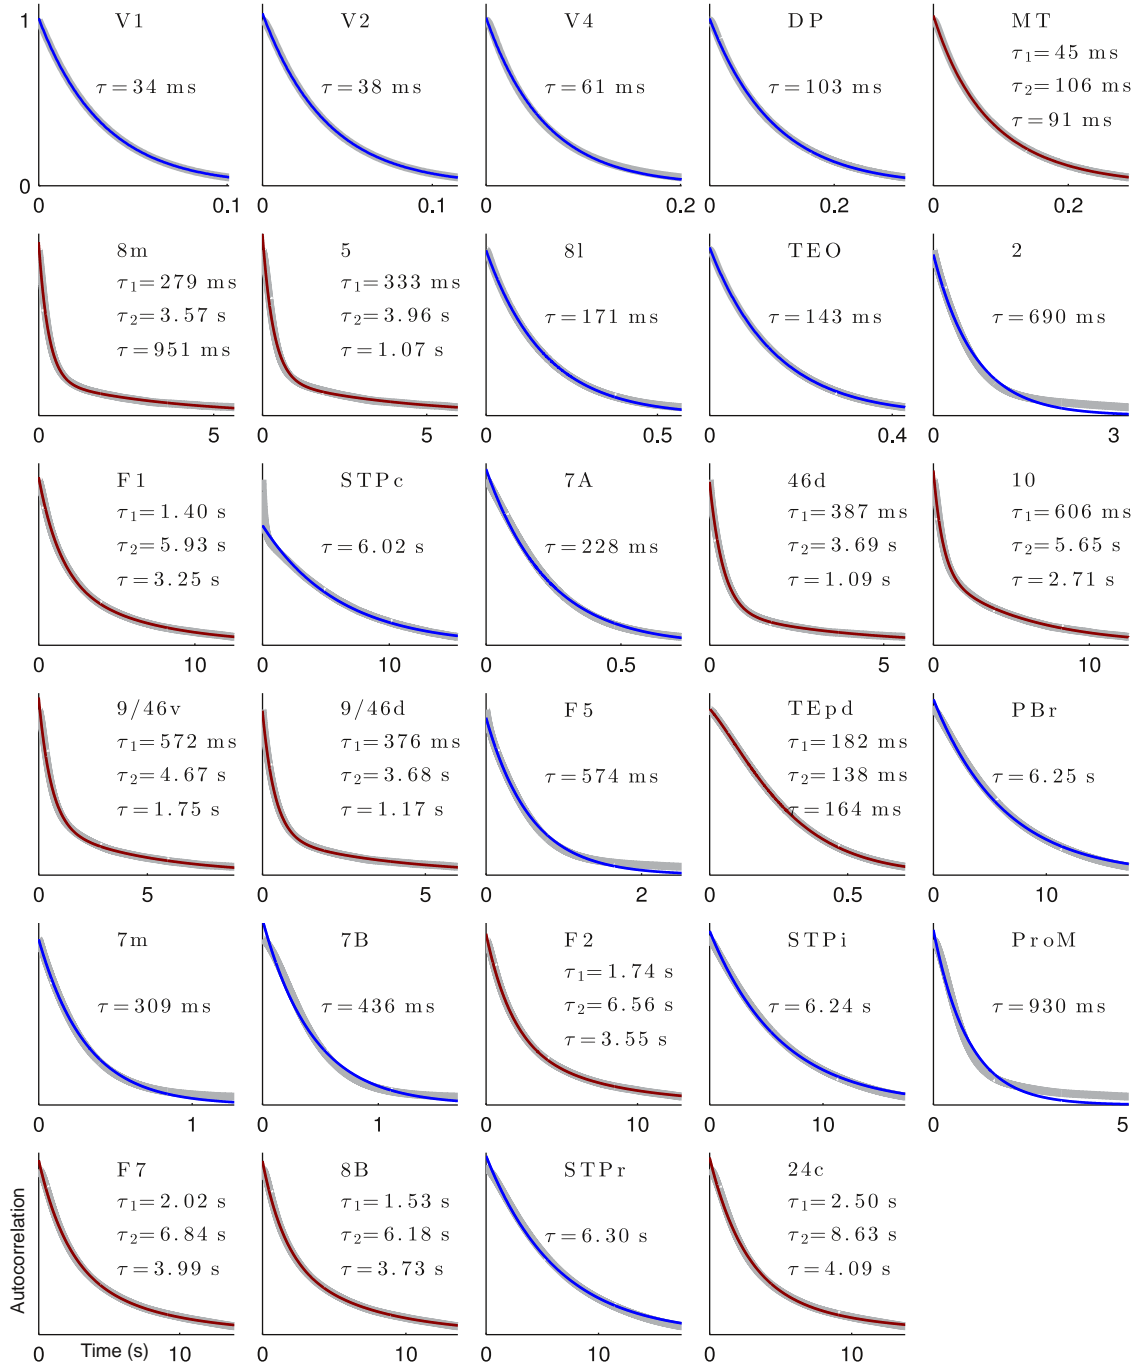 1
0
V1
τ = 34 ms
0 0.1
V2
τ = 38 ms
0 0.1
V4
τ = 61 ms
0 0.2
DP
τ = 103 ms
0 0.2
MT
τ1= 45 ms
τ2= 106 ms
τ = 91 ms
0 0.2
8m
τ1= 279 ms
τ2= 3.57 s
τ = 951 ms
0 5
5
τ1= 333 ms
τ2= 3.96 s
τ = 1.07 s
0 5
8l
τ = 171 ms
0 0.5
TEO
τ = 143 ms
0 0.4
2
τ = 690 ms
0 3
F1
τ1= 1.40 s
τ2= 5.93 s
τ = 3.25 s
0 10
STPc
τ = 6.02 s
0 10
7A
τ = 228 ms
0 0.5
46d
τ1= 387 ms
τ2= 3.69 s
τ = 1.09 s
0 5
10
τ1= 606 ms
τ2= 5.65 s
τ = 2.71 s
0 10
9/46v
τ1= 572 ms
τ2= 4.67 s
τ = 1.75 s
0 5
9/46d
τ1= 376 ms
τ2= 3.68 s
τ = 1.17 s
0 5
F5
τ = 574 ms
0 2
TEpd
τ1= 182 ms
τ2= 138 ms
τ = 164 ms
0 0.5
PBr
τ = 6.25 s
0 10
7m
τ = 309 ms
0 1
7B
τ = 436 ms
0 1
F2
τ1= 1.74 s
τ2= 6.56 s
τ = 3.55 s
0 10
STPi
τ = 6.24 s
0 10
ProM
τ = 930 ms
0 5
F7
τ1= 2.02 s
τ2= 6.84 s
τ = 3.99 s
0 10
Autocorrelation
Time (s)
8B
τ1= 1.53 s
τ2= 6.18 s
τ = 3.73 s
0 10
STPr
τ = 6.30 s
0 10
24c
τ1= 2.50 s
τ2= 8.63 s
τ = 4.09 s
0 10